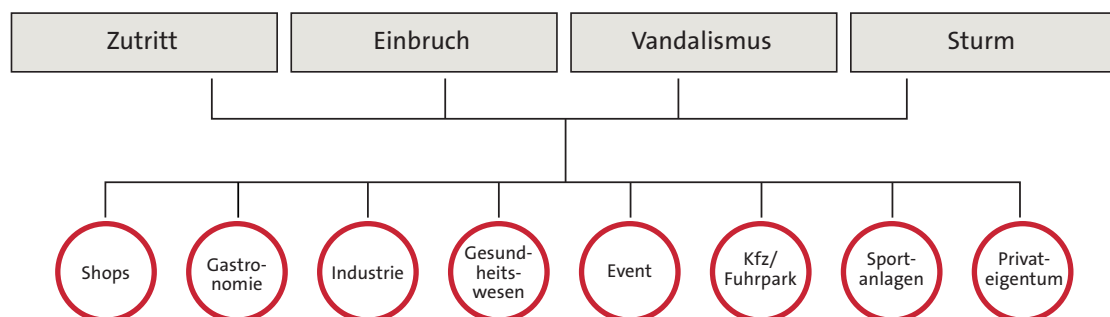 Zutritt
Einbruch
Vandalismus
Sturm
Shops
Gastro-
nomie
Industrie
Gesund-
heits-
wesen
Event
Kfz/
Fuhrpark
Sport-
anlagen
Privat-
eigentum